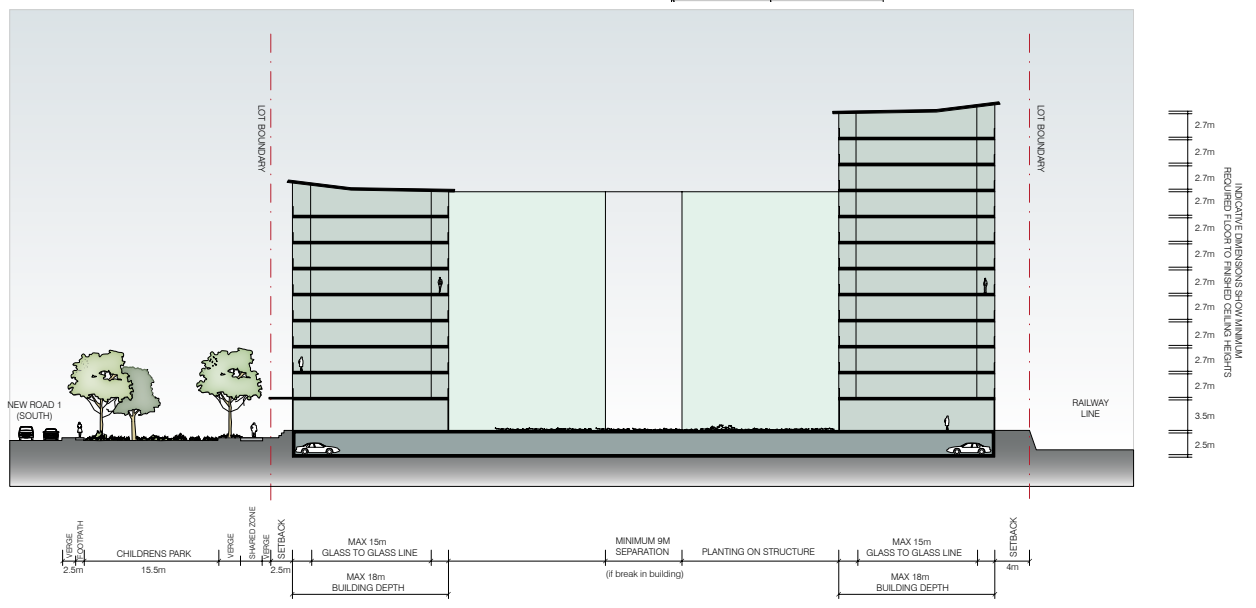 LOT BOUNDARY
LOT BOUNDARY
2.7m
2.7m
2.7m
2.7m
2.7m
2.7m
2.7m
2.7m
2.7m
2.7m
2.7m
3.5m
2.5m
INDICATIVE DIMENSIONS SHOW MINIMUM
REQUIRED FLOOR TO FINISHED CEILING HEIGHTS
NEW ROAD 1
(SOUTH)
RAILWAY
LINE
VERGE
FOOTPATH
CHILDRENS PARK
VERGE
SHARED ZONE
VERGE
SETBACK
2.5m
15.5m
2.5m
MAX 15m
GLASS TO GLASS LINE
MAX 18m
BUILDING DEPTH
MINIMUM 9M
SEPARATION
(if break in building)
PLANTING ON STRUCTURE
MAX 15m
GLASS TO GLASS LINE
MAX 18m
BUILDING DEPTH
SETBACK
4m